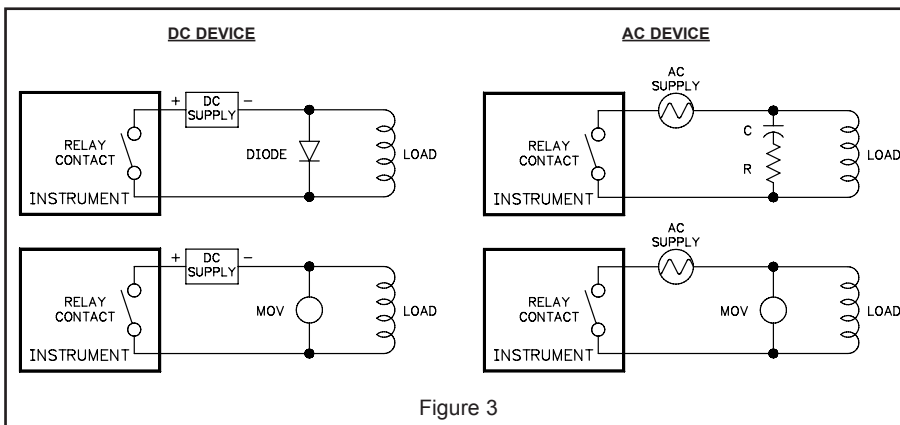 DC DEVICE
+ DC SUPPLY −
RELAY CONTACT
DIODE
LOAD
INSTRUMENT
+ DC SUPPLY −
RELAY CONTACT
MOV
LOAD
INSTRUMENT
AC DEVICE
AC
SUPPLY
RELAY CONTACT
C
R
LOAD
INSTRUMENT
AC
SUPPLY
RELAY CONTACT
MOV
LOAD
INSTRUMENT
Figure 3